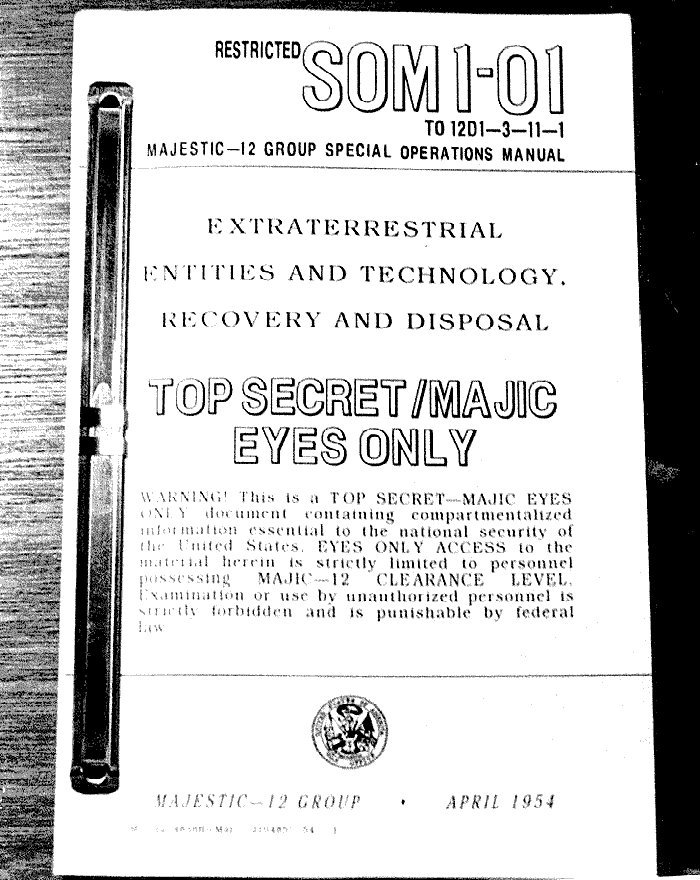 RESTRICTED SOM 1-01
TO 12D1—3—11—1
MAJESTIC—12 GROUP SPECIAL OPERATIONS MANUAL
EXTRATERRESTRIAL
ENTITIES AND TECHNOLOGY,
RECOVERY AND DISPOSAL
TOP SECRET/MAJIC
EYES ONLY
WARNING! This is a TOP SECRET—MAJIC EYES
ONLY document containing compartmentalized
information essential to the national security of
the United States. EYES ONLY ACCESS to the
material herein is strictly limited to personnel
possessing MAJIC—12 CLEARANCE LEVEL.
Examination or use by unauthorized personnel is
strictly forbidden and is punishable by federal
law
MAJESTIC—12 GROUP • APRIL 1954